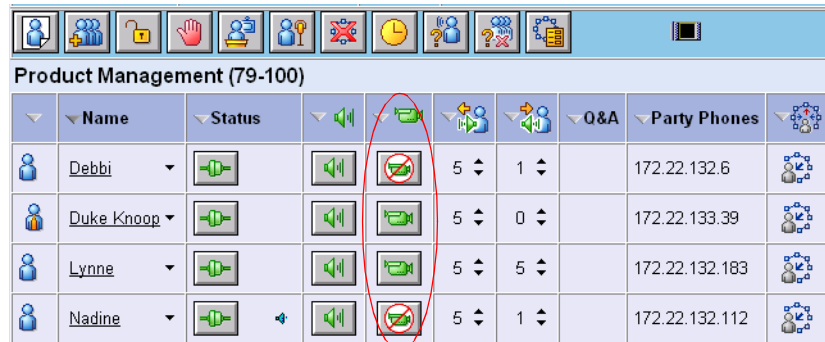 Product Management (79-100)
Name Status Q&A Party Phones
Debbi 5 1 172.22.132.6
Duke Knoop 5 0 172.22.133.39
Lynne 5 5 172.22.132.183
Nadine 5 1 172.22.132.112